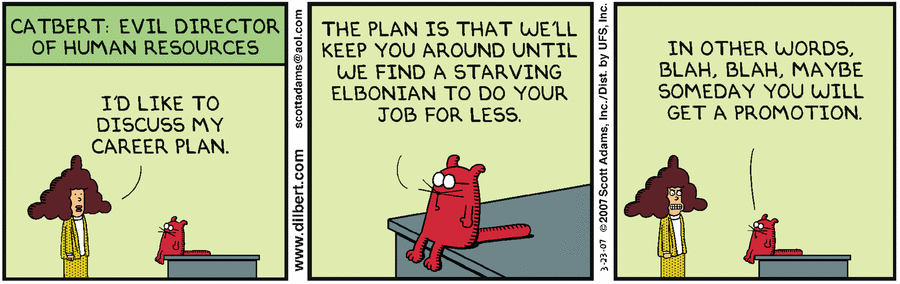 CATBERT: EVIL DIRECTOR
OF HUMAN RESOURCES
I'D LIKE TO
DISCUSS MY
CAREER PLAN.
www.dilbert.com
scottadams@aol.com
THE PLAN IS THAT WE'LL
KEEP YOU AROUND UNTIL
WE FIND A STARVING
ELBONIAN TO DO YOUR
JOB FOR LESS.
3-23-07 ©2007 Scott Adams, Inc./Dist. by UFS, Inc.
IN OTHER WORDS,
BLAH, BLAH, MAYBE
SOMEDAY YOU WILL
GET A PROMOTION.